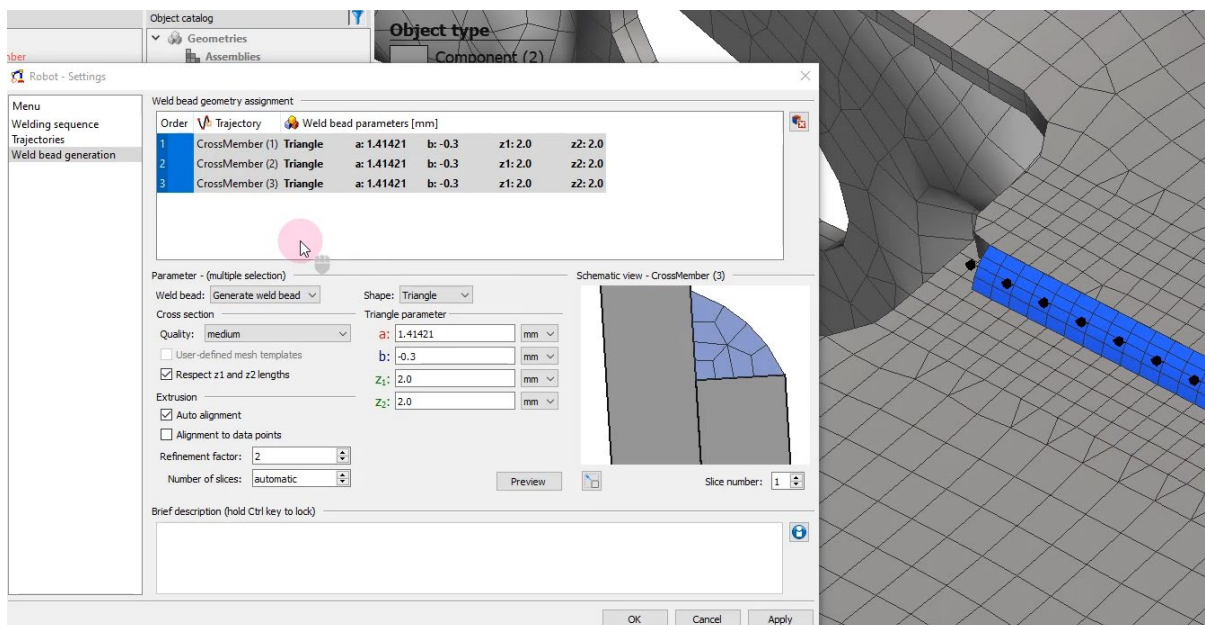 Object catalog
Geometries
Assemblies
Object type
Component (2)
Robot - Settings
Menu
Welding sequence
Trajectories
Weld bead generation
Weld bead geometry assignment
Order Trajectory Weld bead parameters [mm]
1 CrossMember (1) Triangle a: 1.41421 b: -0.3 z1: 2.0 z2: 2.0
2 CrossMember (2) Triangle a: 1.41421 b: -0.3 z1: 2.0 z2: 2.0
3 CrossMember (3) Triangle a: 1.41421 b: -0.3 z1: 2.0 z2: 2.0
Parameter - (multiple selection)
Weld bead: Generate weld bead Shape: Triangle
Cross section
Quality: medium
User-defined mesh templates
Respect z1 and z2 lengths
Triangle parameter
a: 1.41421 mm
b: -0.3 mm
z₁: 2.0 mm
z₂: 2.0 mm
Extrusion
Auto alignment
Alignment to data points
Refinement factor: 2
Number of slices: automatic
Preview
Schematic view - CrossMember (3)
Slice number: 1
Brief description (hold Ctrl key to lock)
OK Cancel Apply